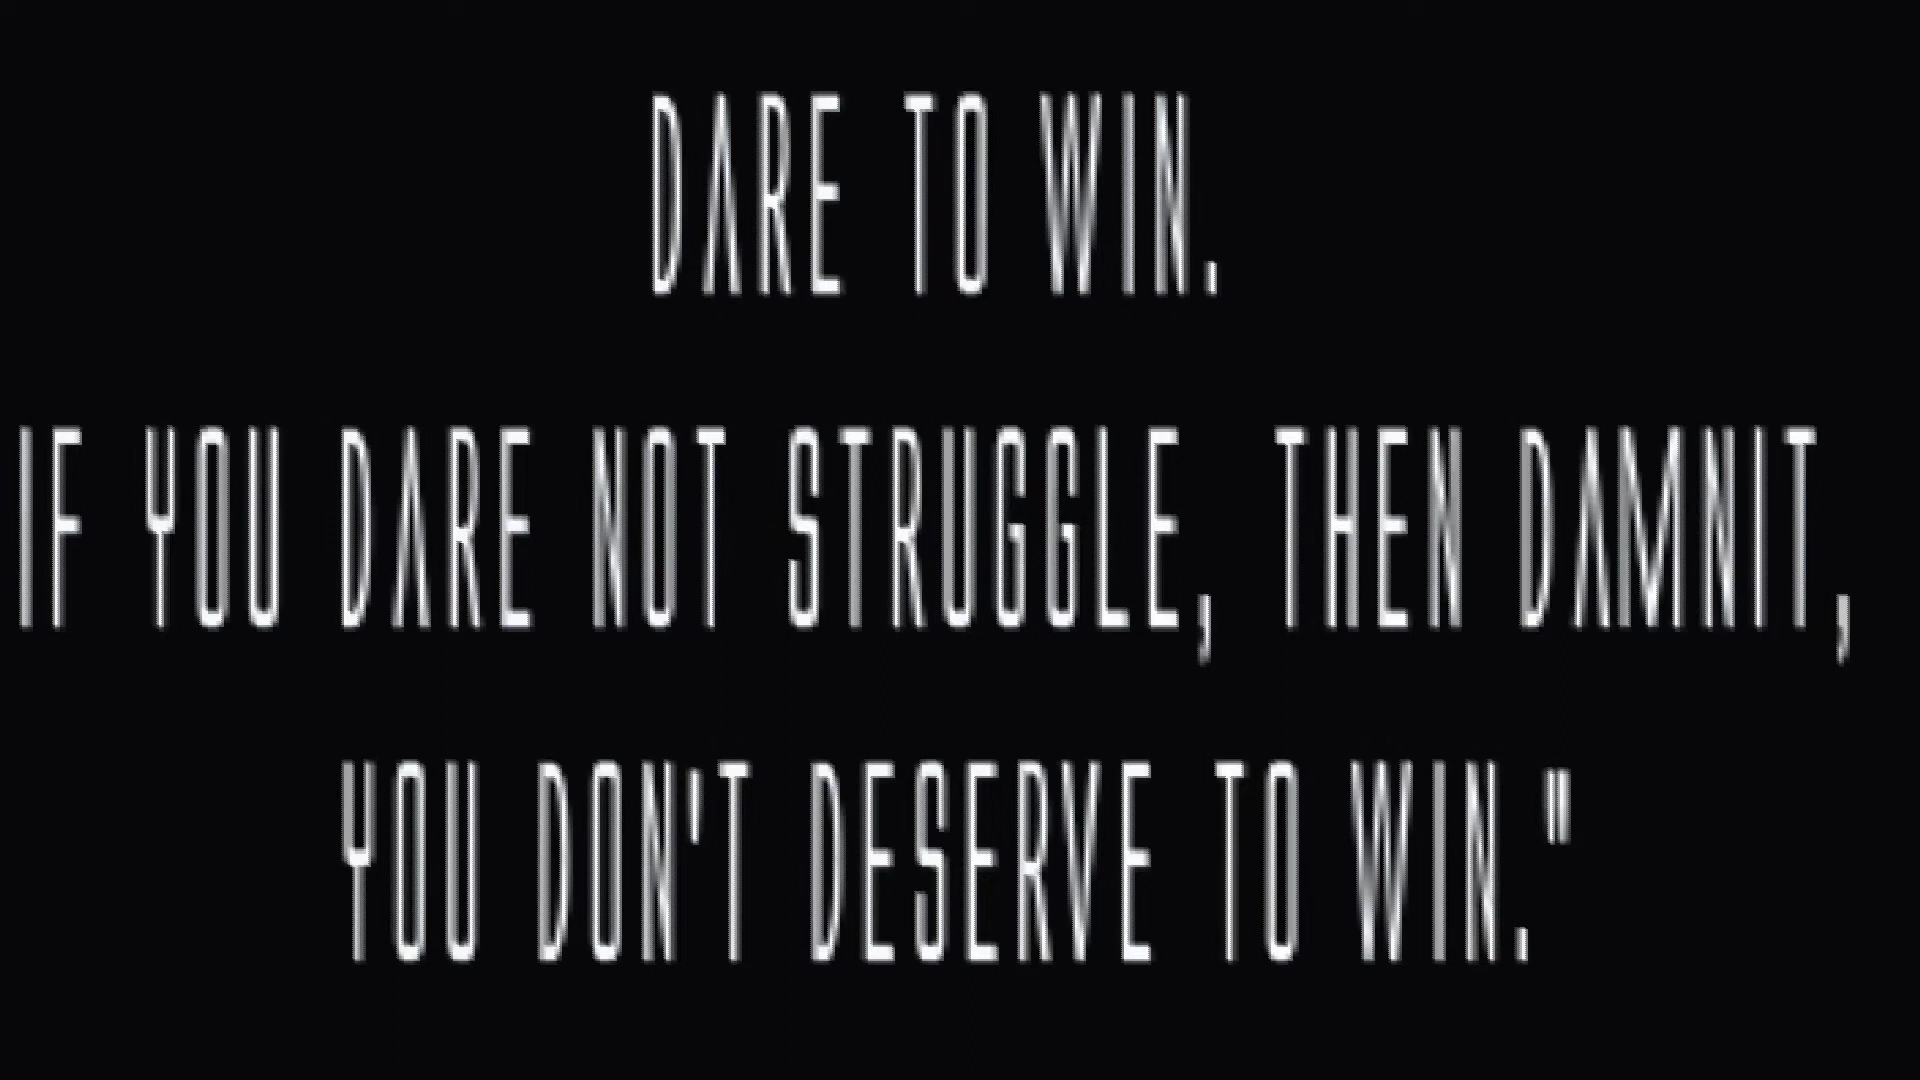 DARE TO WIN.
IF YOU DARE NOT STRUGGLE, THEN DAMNIT,
YOU DON'T DESERVE TO WIN."